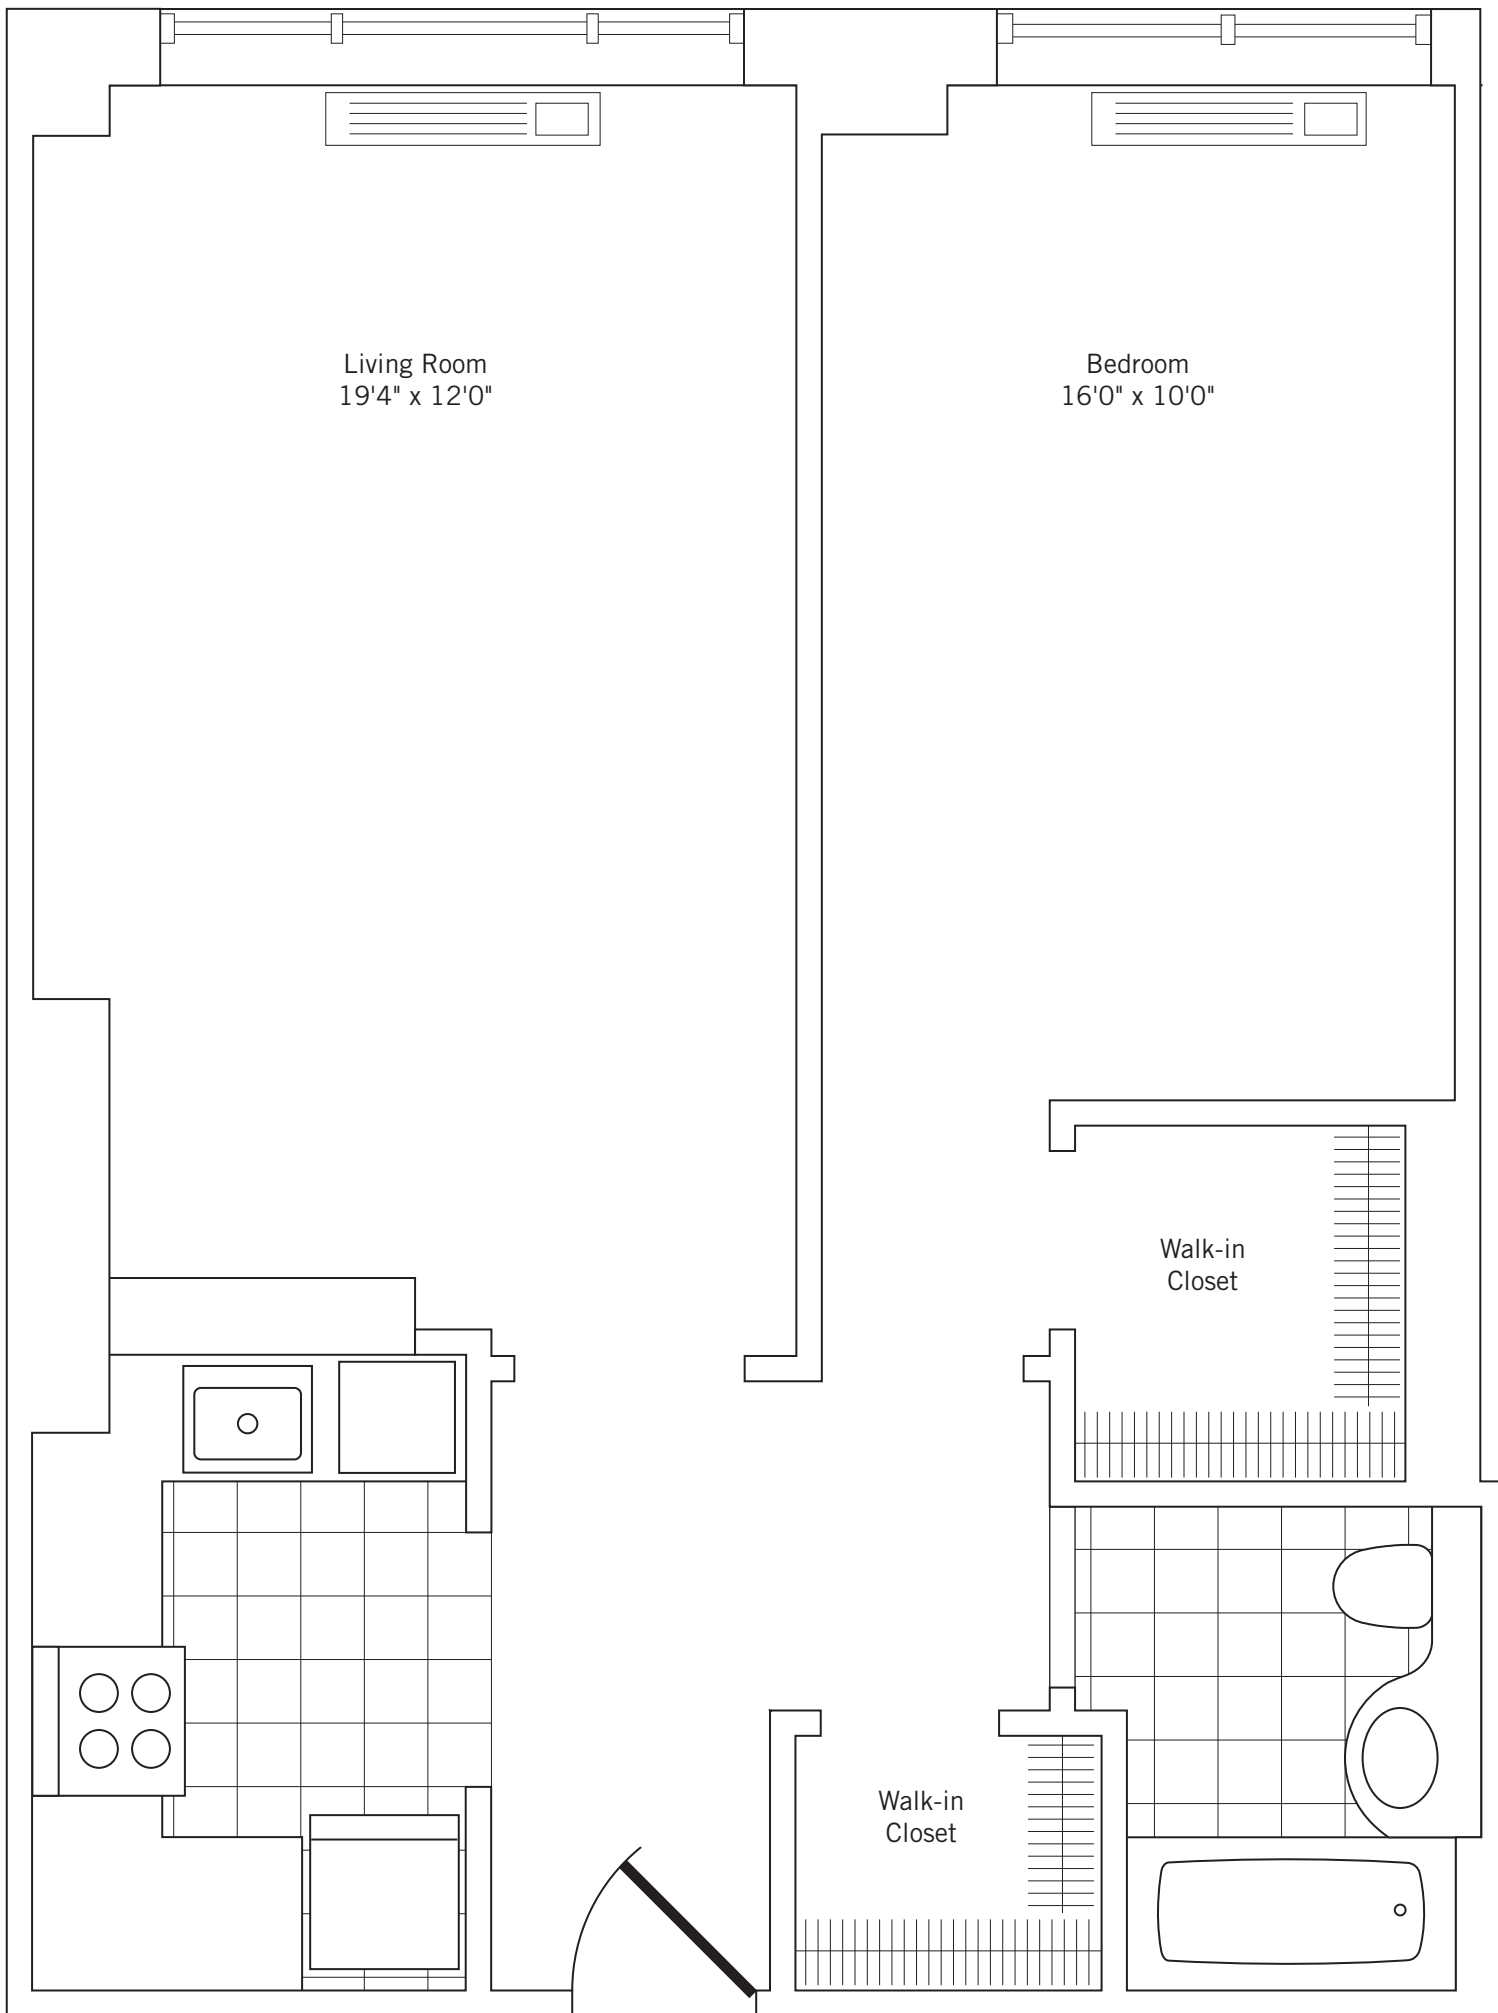 Living Room
19'4" x 12'0"
Bedroom
16'0" x 10'0"
Walk-in
Closet
Walk-in
Closet